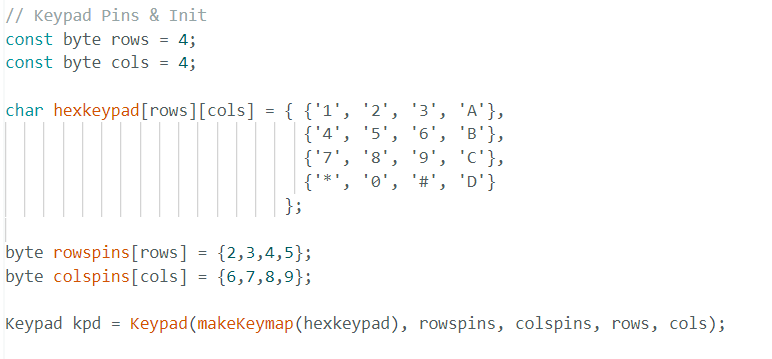 // Keypad Pins & Init
const byte rows = 4;
const byte cols = 4;
char hexkeypad[rows][cols] = { {'1', '2', '3', 'A'},
{'4', '5', '6', 'B'},
{'7', '8', '9', 'C'},
{'*', '0', '#', 'D'}
};
byte rowspins[rows] = {2,3,4,5};
byte colspins[cols] = {6,7,8,9};
Keypad kpd = Keypad(makeKeymap(hexkeypad), rowspins, colspins, rows, cols);